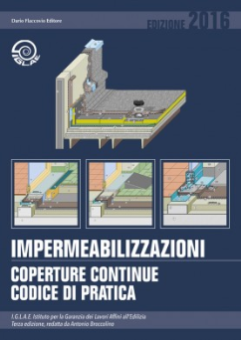 Dario Flaccovio Editore
EDIZIONE 2016
IGLAE
IMPERMEABILIZZAZIONI
COPERTURE CONTINUE
CODICE DI PRATICA
I.G.L.A.E. Istituto per la Garanzia dei Lavori Affini all'Edilizia
Terza edizione, redatta da Antonio Broccolino